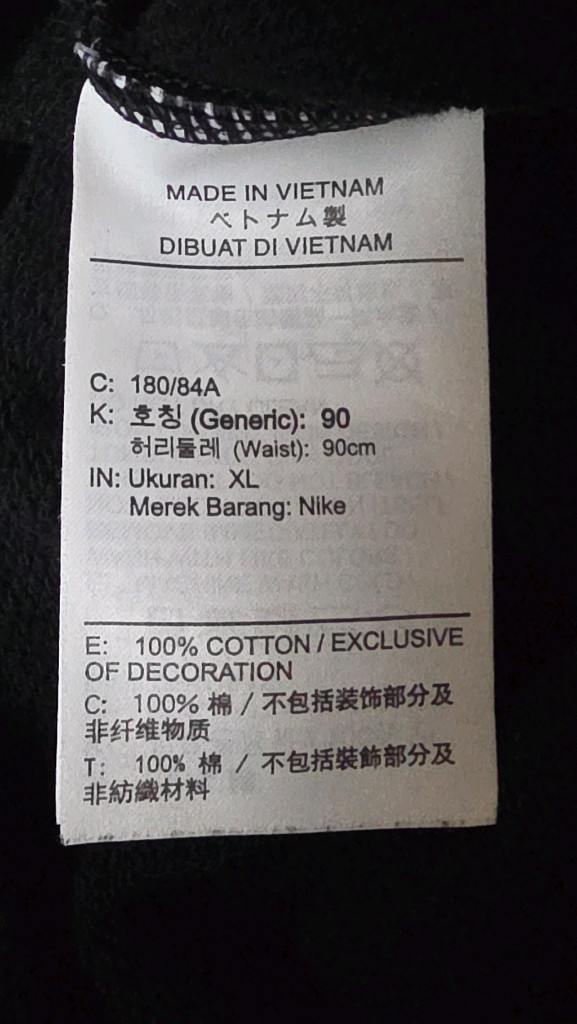 MADE IN VIETNAM
ベトナム製
DIBUAT DI VIETNAM
C: 180/84A
K: 호칭 (Generic): 90
허리둘레 (Waist): 90cm
IN: Ukuran: XL
Merek Barang: Nike
E: 100% COTTON / EXCLUSIVE
OF DECORATION
C: 100% 棉 / 不包括装饰部分及
非纤维物质
T: 100% 棉 / 不包括裝飾部分及
非紡織材料